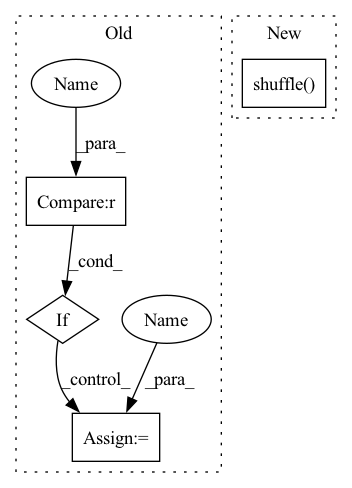 Old
New
Name
shuffle()
_para_
Compare:r
_cond_
If
Name
_control_
_para_
Assign:=